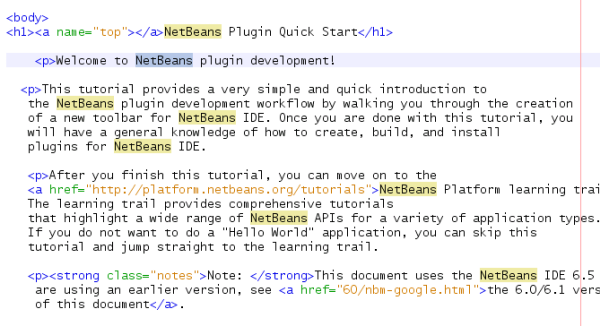 <body>
<h1><a name="top"></a>NetBeans Plugin Quick Start</h1>
<p>Welcome to NetBeans plugin development!
<p>This tutorial provides a very simple and quick introduction to
the NetBeans plugin development workflow by walking you through the creation
of a new toolbar for NetBeans IDE. Once you are done with this tutorial, you
will have a general knowledge of how to create, build, and install
plugins for NetBeans IDE.
<p>After you finish this tutorial, you can move on to the
<a href="http://platform.netbeans.org/tutorials">NetBeans Platform learning
The learning trail provides comprehensive tutorials
that highlight a wide range of NetBeans APIs for a variety of application types.
If you do not want to do a "Hello World" application, you can skip this
tutorial and jump straight to the learning trail.
<p><strong class="notes">Note: </strong>This document uses the NetBeans IDE 6.5
are using an earlier version, see <a href="60/nbm-google.html">the 6.0/6.1
of this document</a>.